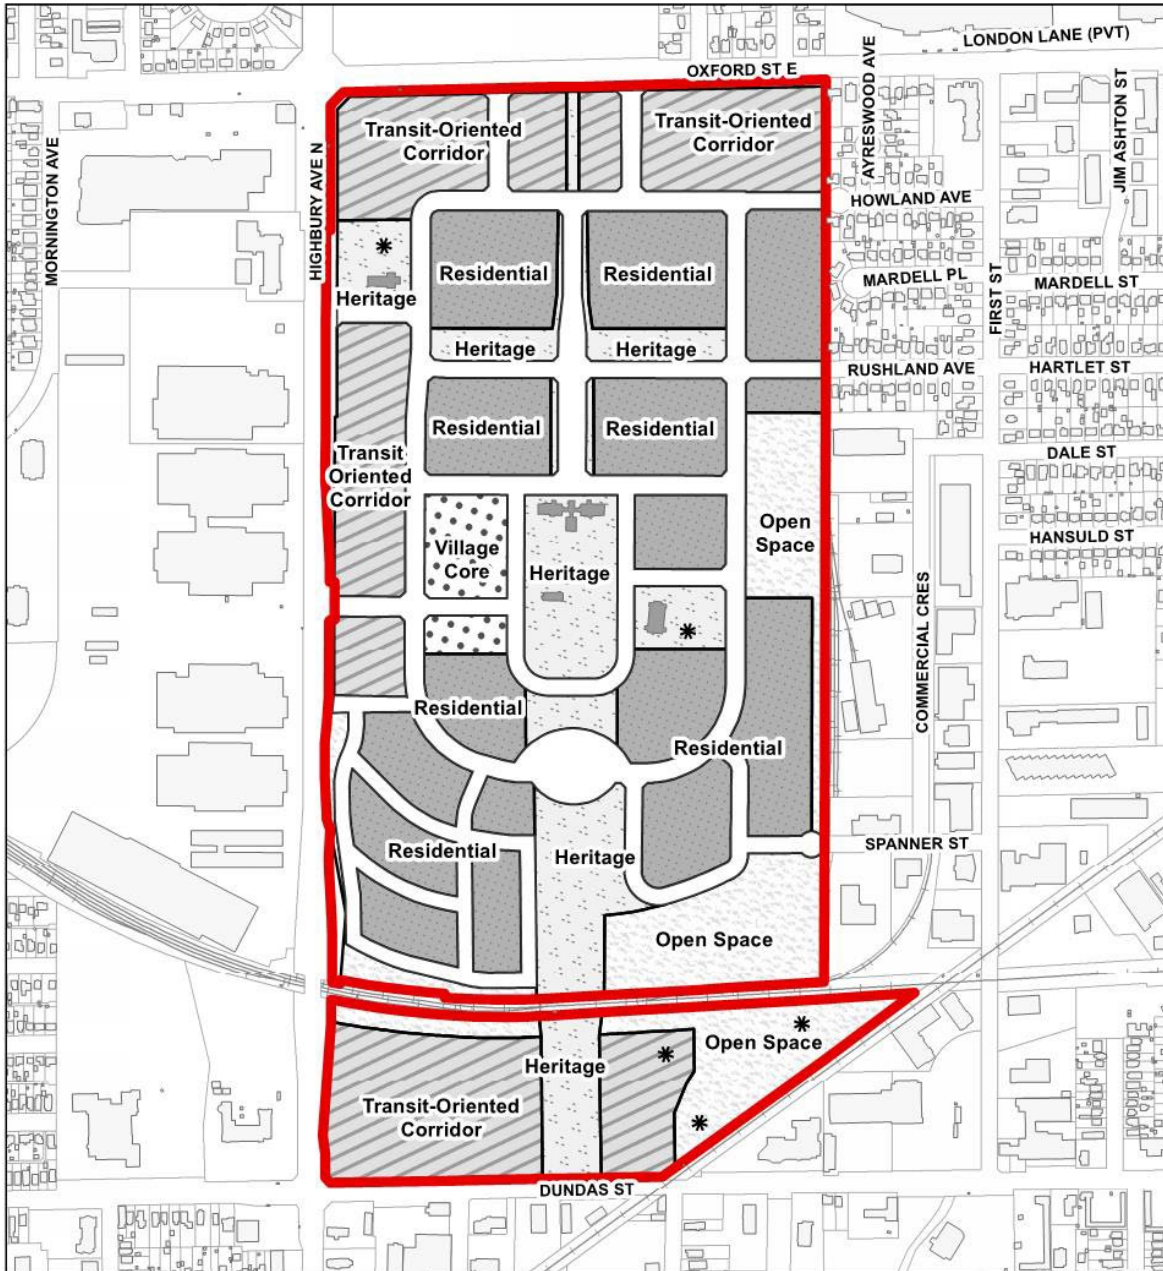 LONDON LANE (PVT)
OXFORD ST E
AYRESWOOD AVE
JIM ASHTON ST
MORNINGTON AVE
HIGHBURY AVE N
Transit-Oriented
Corridor
Transit-Oriented
Corridor
HOWLAND AVE
*
Residential
Residential
MARDELL PL
MARDELL ST
FIRST ST
Heritage
Heritage
Heritage
RUSHLAND AVE
HARTLET ST
Residential
Residential
DALE ST
Transit
Oriented
Corridor
Open
Space
HANSULD ST
Village
Core
Heritage
COMMERCIAL CRES
*
Residential
Residential
Residential
Heritage
SPANNER ST
Open Space
*
*
Open Space
Heritage
Transit-Oriented
Corridor
*
DUNDAS ST